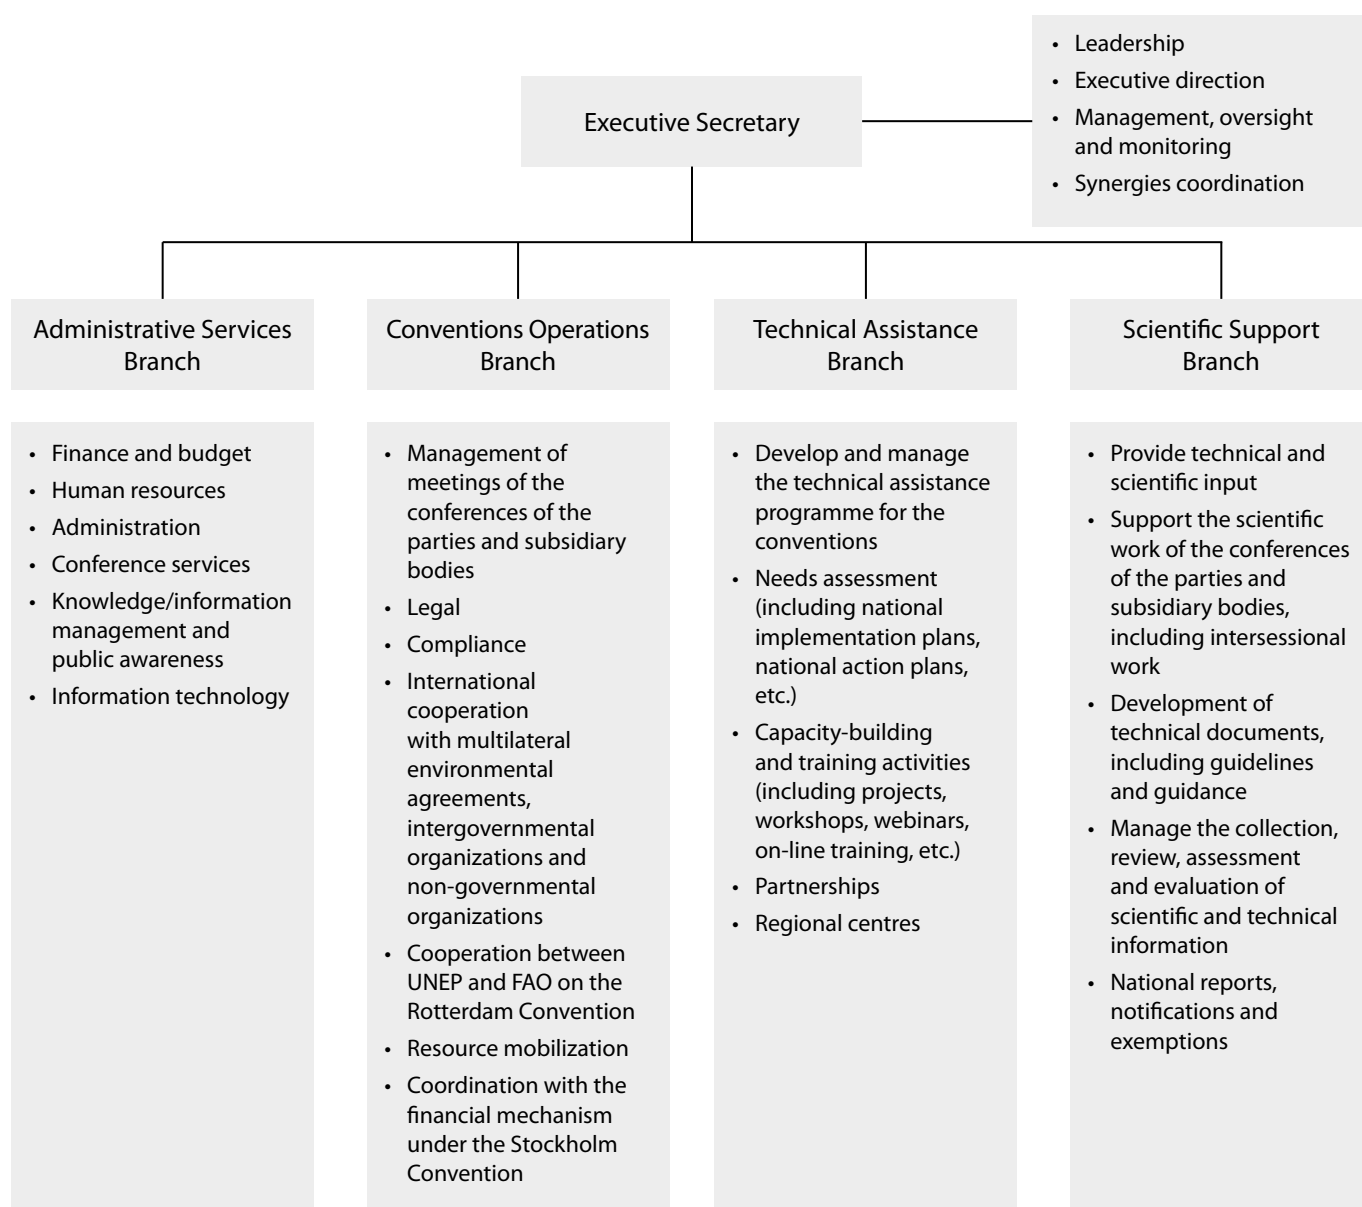 Executive Secretary
• Leadership
• Executive direction
• Management, oversight
and monitoring
• Synergies coordination
Administrative Services
Branch
• Finance and budget
• Human resources
• Administration
• Conference services
• Knowledge/information
management and
public awareness
• Information technology
Conventions Operations
Branch
• Management of
meetings of the
conferences of the
parties and subsidiary
bodies
• Legal
• Compliance
• International
cooperation
with multilateral
environmental
agreements,
intergovernmental
organizations and
non-governmental
organizations
• Cooperation between
UNEP and FAO on the
Rotterdam Convention
• Resource mobilization
• Coordination with the
financial mechanism
under the Stockholm
Convention
Technical Assistance
Branch
• Develop and manage
the technical assistance
programme for the
conventions
• Needs assessment
(including national
implementation plans,
national action plans,
etc.)
• Capacity-building
and training activities
(including projects,
workshops, webinars,
on-line training, etc.)
• Partnerships
• Regional centres
Scientific Support
Branch
• Provide technical and
scientific input
• Support the scientific
work of the conferences
of the parties and
subsidiary bodies,
including intersessional
work
• Development of
technical documents,
including guidelines
and guidance
• Manage the collection,
review, assessment
and evaluation of
scientific and technical
information
• National reports,
notifications and
exemptions